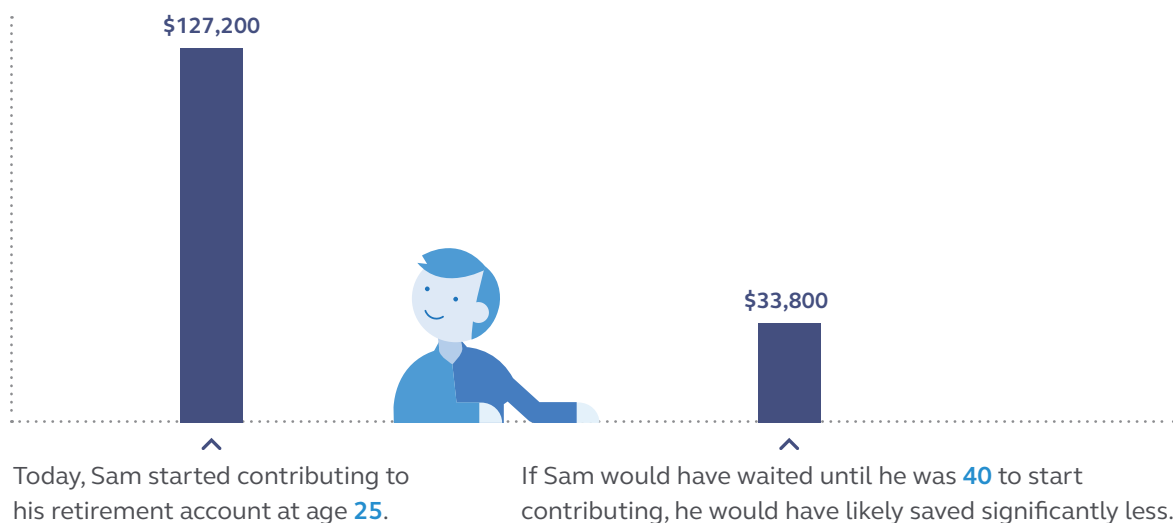 $127,200
$33,800
Today, Sam started contributing to
his retirement account at age 25.
If Sam would have waited until he was 40 to start
contributing, he would have likely saved significantly less.